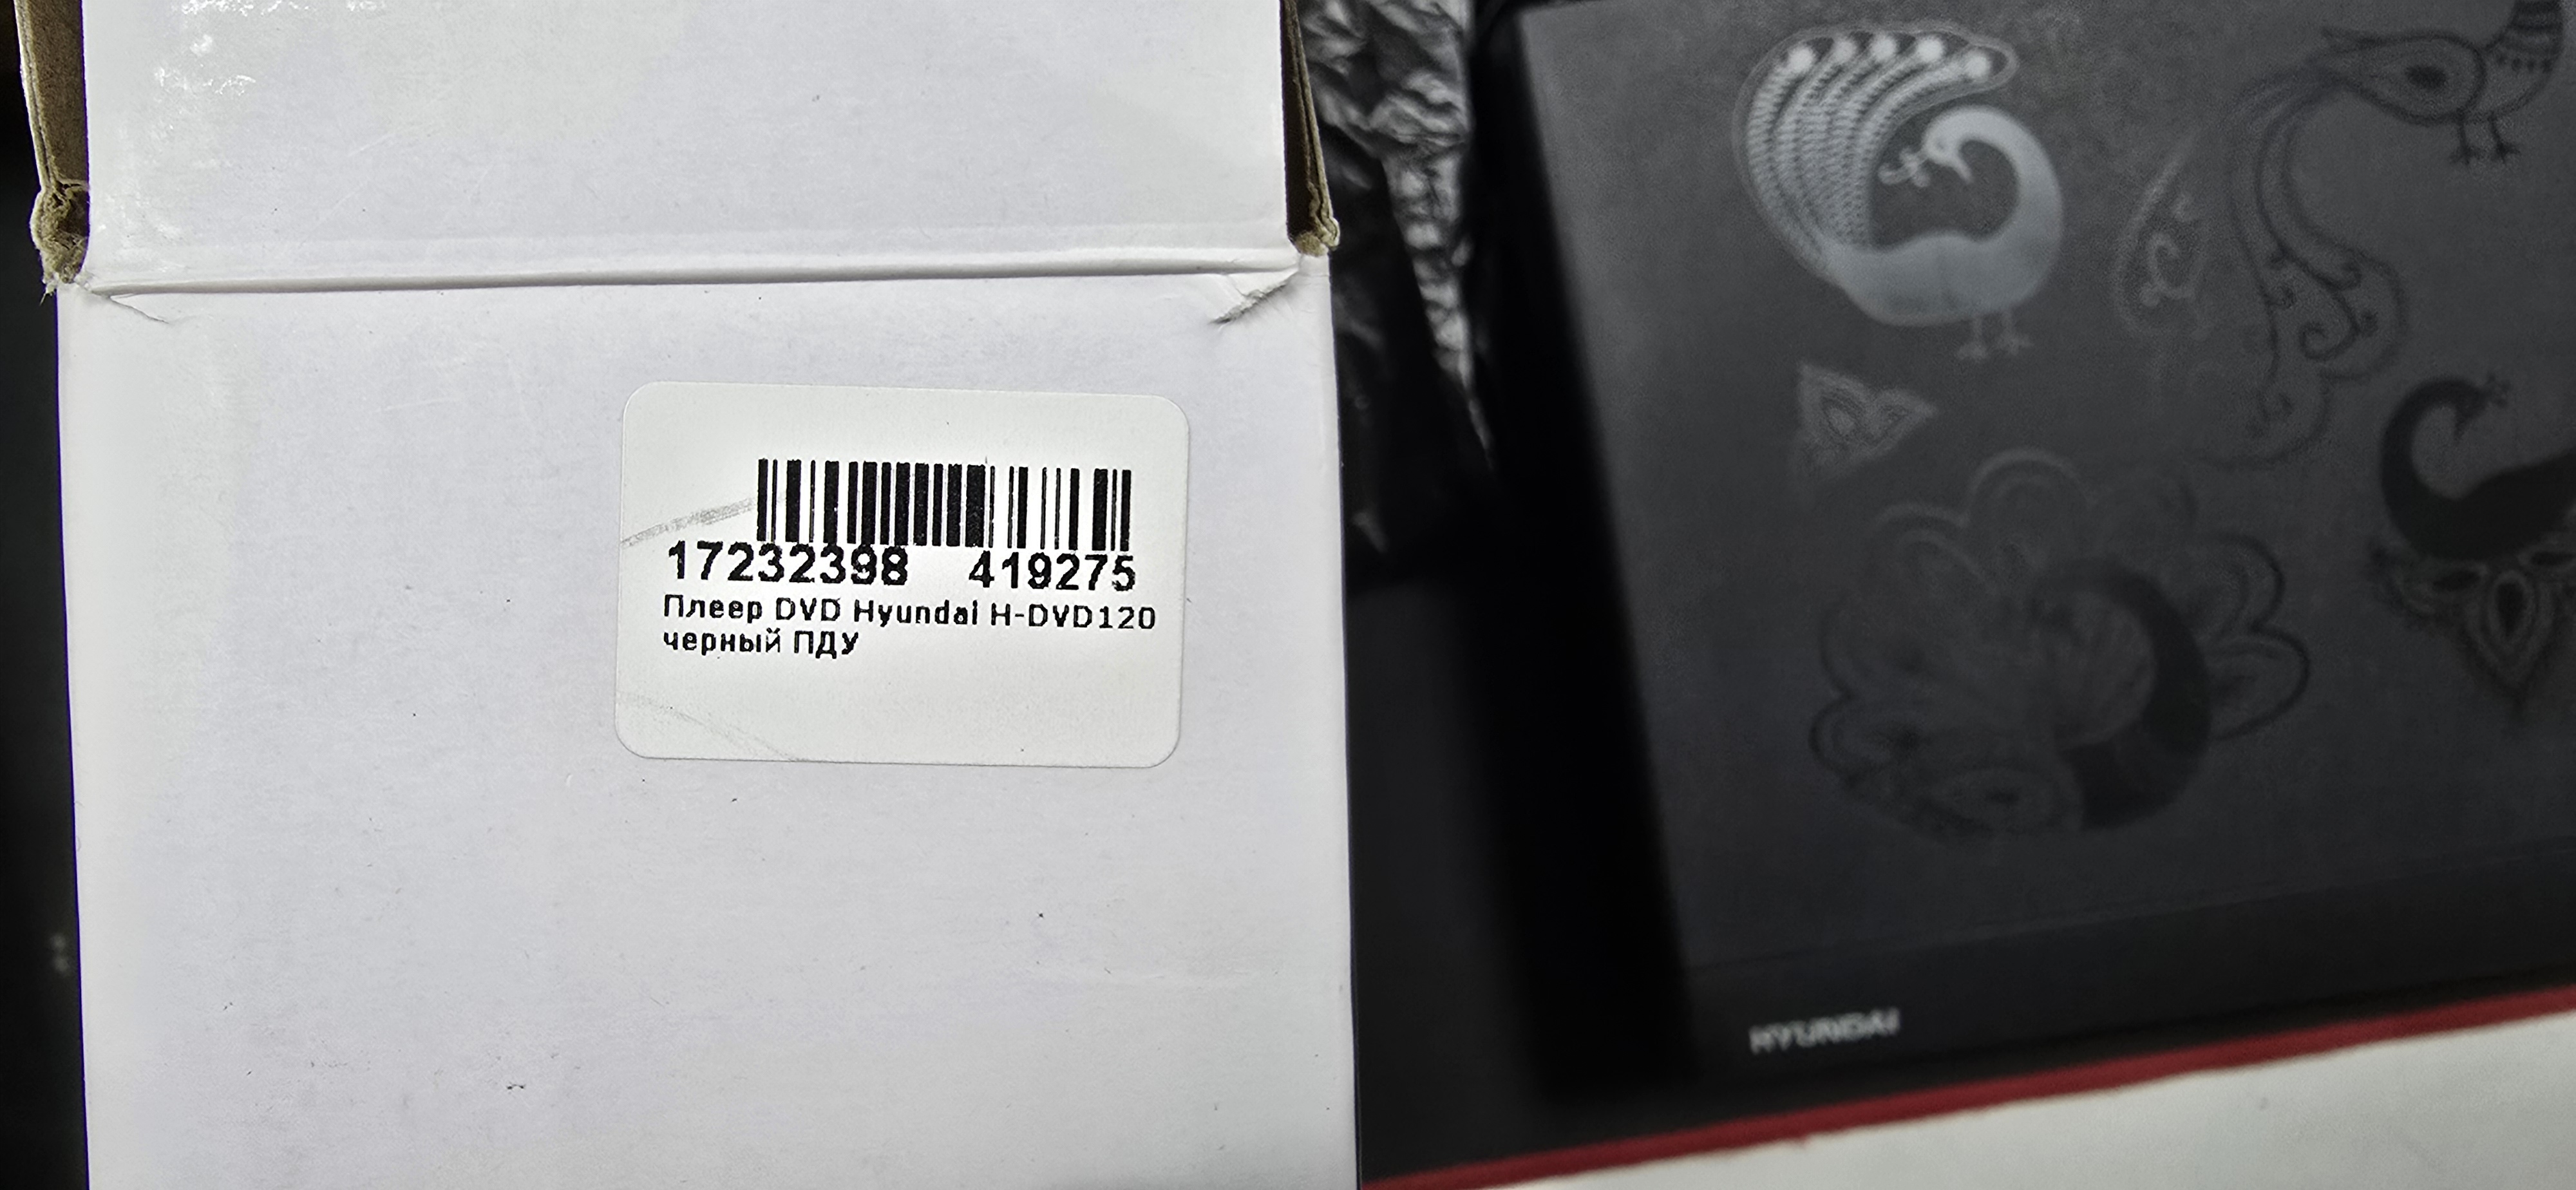 17232398 419275
Плеер DVD Hyundai H-DVD120
черный ПДУ
HYUNDAI